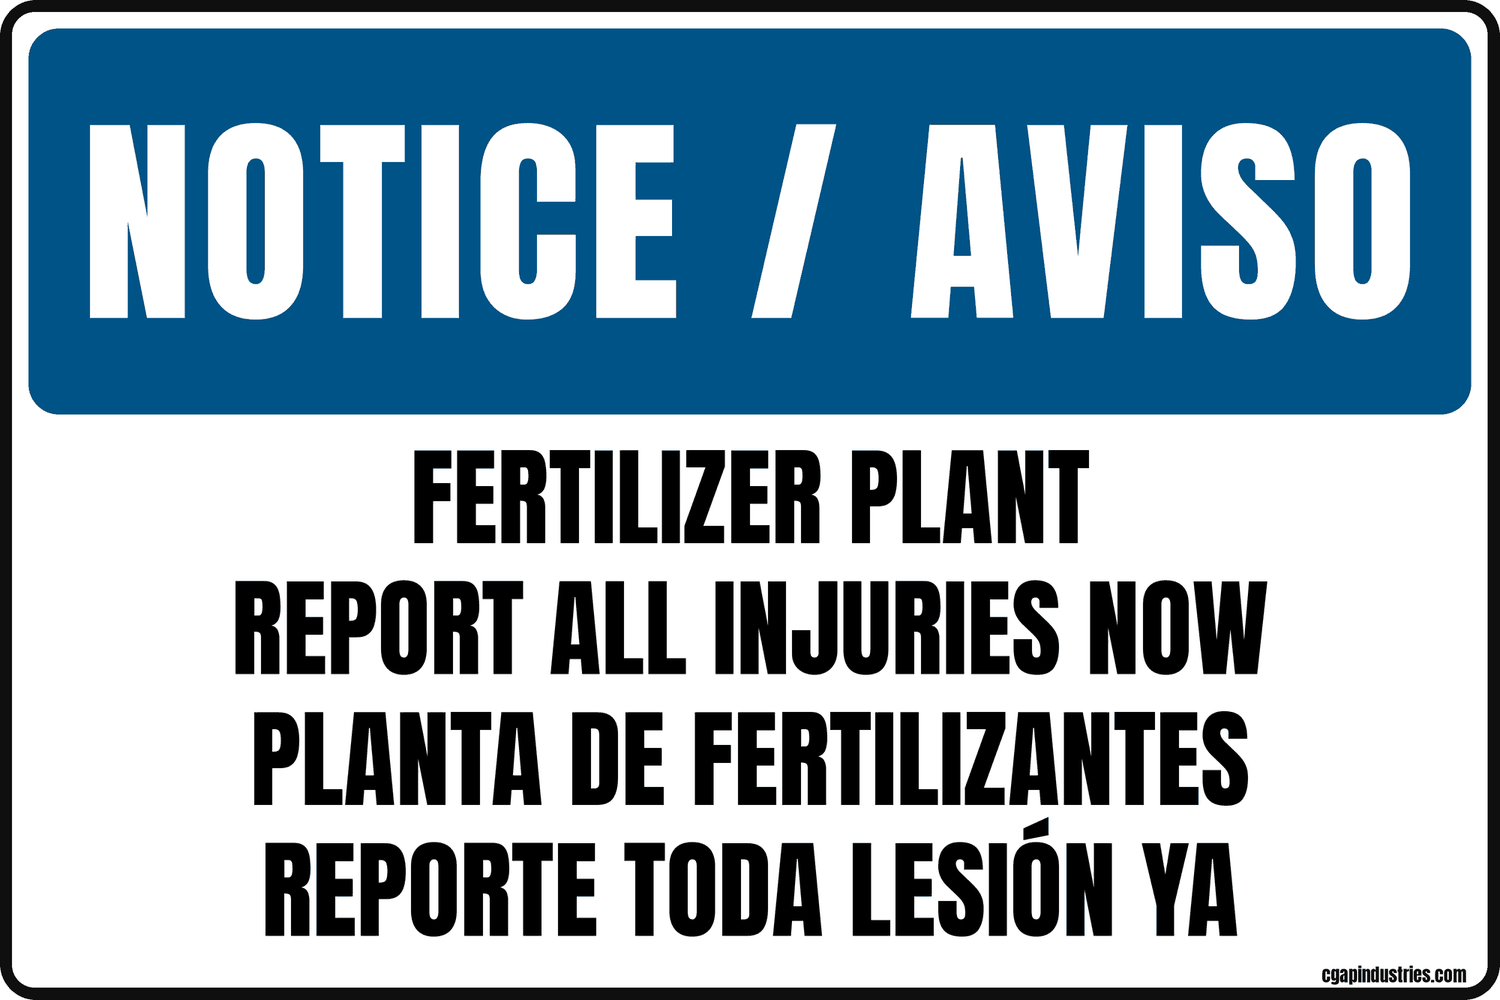 NOTICE / AVISO
FERTILIZER PLANT
REPORT ALL INJURIES NOW
PLANTA DE FERTILIZANTES
REPORTE TODA LESIÓN YA
cgapindustries.com